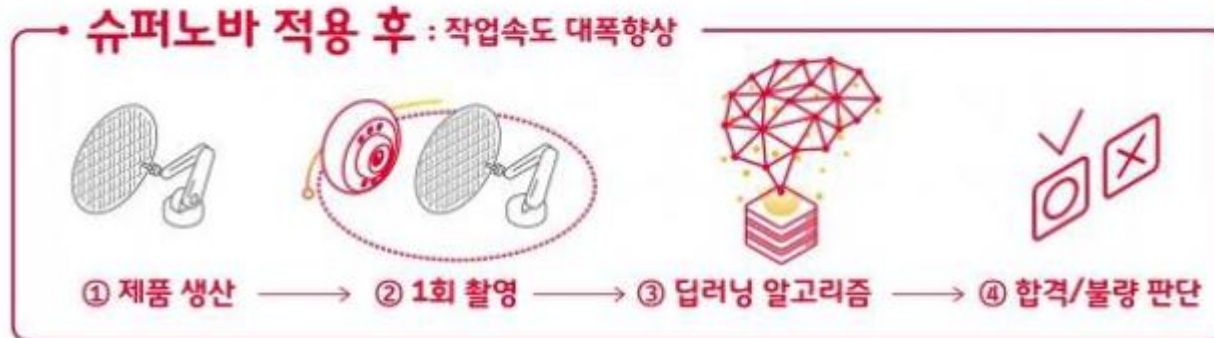 슈퍼노바 적용 후 : 작업속도 대폭향상
① 제품 생산 → ② 1회 촬영 → ③ 딥러닝 알고리즘 → ④ 합격/불량 판단